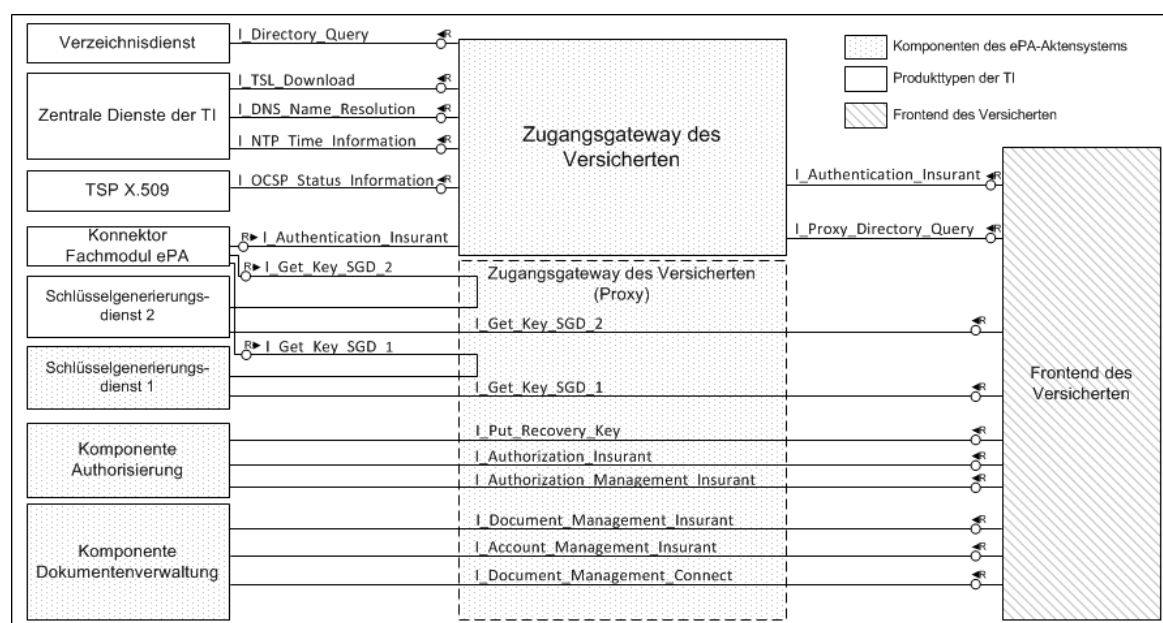 Verzeichnisdienst
I_Directory_Query
R
Komponenten des ePA-Aktensystems
Produkttypen der TI
Frontend des Versicherten
Zentrale Dienste der TI
I_TSL_Download
R
I_DNS_Name_Resolution
R
I_NTP_Time_Information
R
Zugangsgateway des
Versicherten
TSP X.509
I_OCSP_Status_Information
R
I_Authentication_Insurant
R
I_Proxy_Directory_Query
R
Konnektor
Fachmodul ePA
R
I_Authentication_Insurant
R
I_Get_Key_SGD_2
Zugangsgateway des Versicherten
(Proxy)
Schlüsselgenerierungs-
dienst 2
I_Get_Key_SGD_2
R
R
I_Get_Key_SGD_1
Schlüsselgenerierungs-
dienst 1
I_Get_Key_SGD_1
R
Frontend des
Versicherten
Komponente
Authorisierung
I_Put_Recovery_Key
R
I_Authorization_Insurant
R
I_Authorization_Management_Insurant
R
Komponente
Dokumentenverwaltung
I_Document_Management_Insurant
R
I_Account_Management_Insurant
R
I_Document_Management_Connect
R